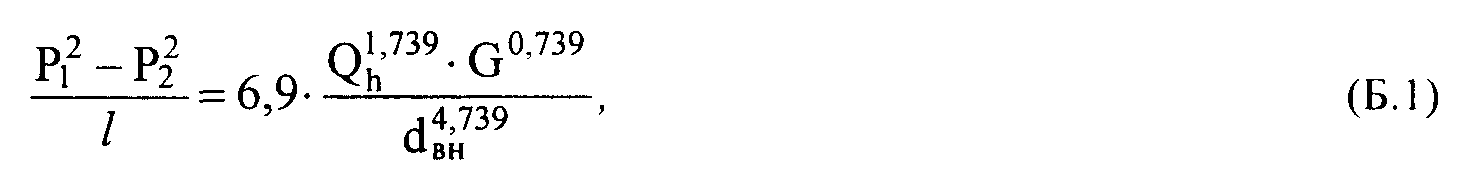 P₁² – P₂² / l = 6,9 · Q_h^1,739 · G^0,739 / d_вн^4,739 , (Б.1)